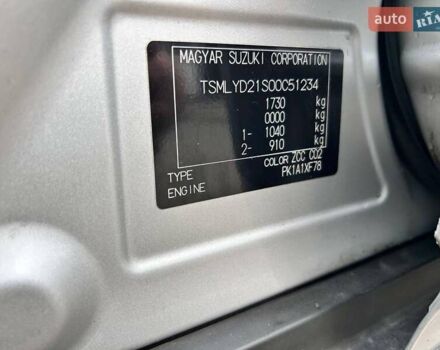 auto RIA
MAGYAR SUZUKI CORPORATION
TSMLYD21S00C51234
1730 kg
0000 kg
1- 1040 kg
2- 910 kg
COLOR ZCC CO2
TYPE PK1A1XF78
ENGINE